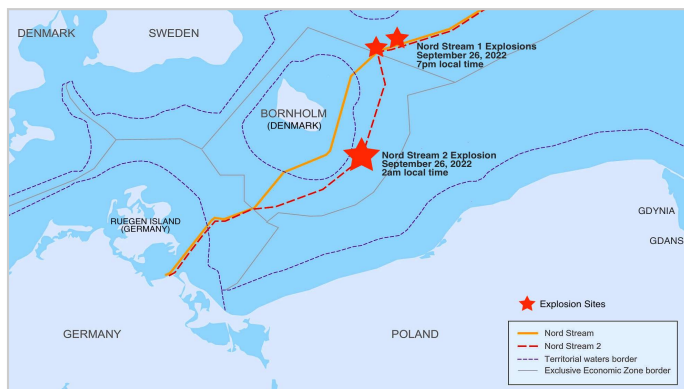 DENMARK
SWEDEN
Nord Stream 1 Explosions
September 26, 2022
7pm local time
BORNHOLM
(DENMARK)
Nord Stream 2 Explosion
September 26, 2022
2am local time
RUEGEN ISLAND
(GERMANY)
GDYNIA
GDANS
Explosion Sites
GERMANY
POLAND
Nord Stream
Nord Stream 2
Territorial waters border
Exclusive Economic Zone border